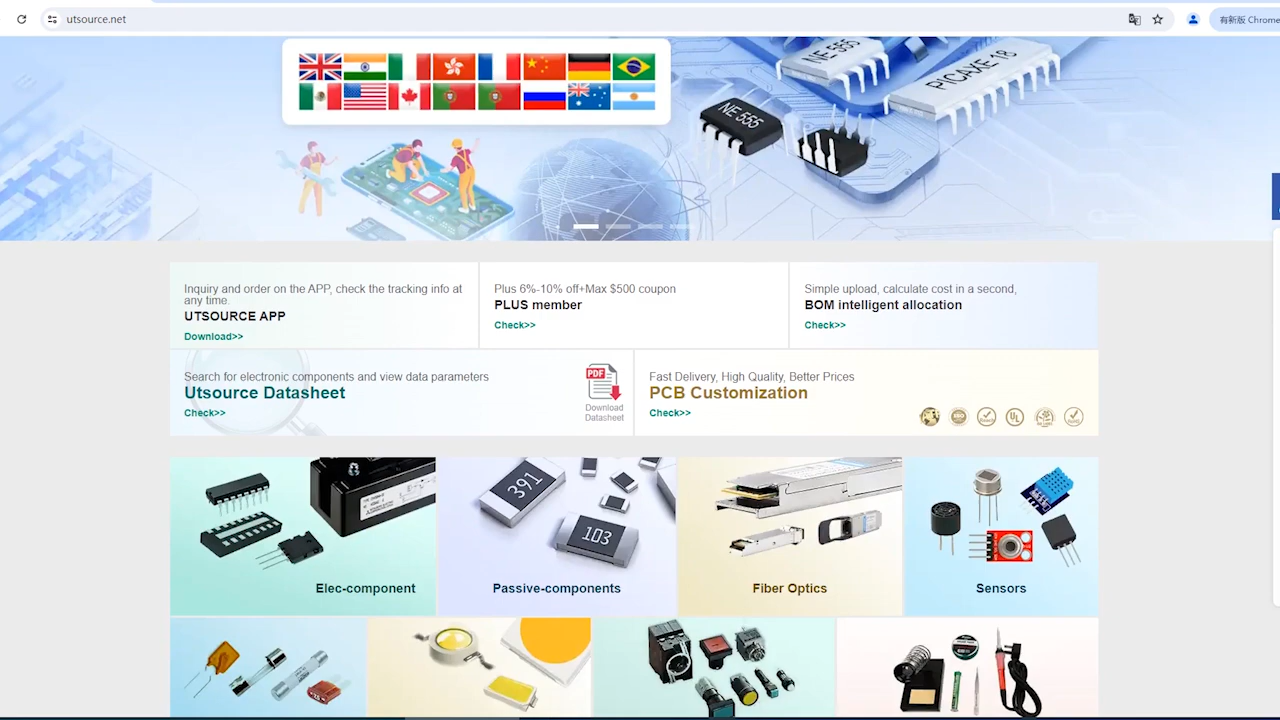 utsource.net
有新版 Chrome
NE 555
PICAXE-18
NE 555
Inquiry and order on the APP, check the tracking info at
any time.
UTSOURCE APP
Download>>
Plus 6%-10% off+Max $500 coupon
PLUS member
Check>>
Simple upload, calculate cost in a second,
BOM intelligent allocation
Check>>
Search for electronic components and view data parameters
Utsource Datasheet
Check>>
PDF
Download
Datasheet
Fast Delivery, High Quality, Better Prices
PCB Customization
Check>>
391
103
Elec-component
Passive-components
Fiber Optics
Sensors